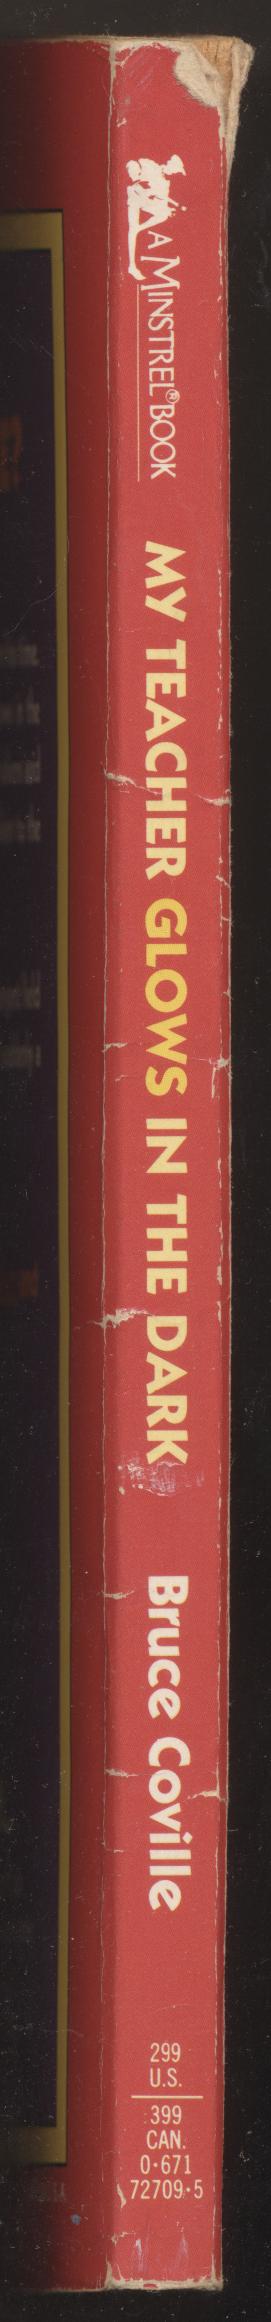 A MINSTREL® BOOK
MY TEACHER GLOWS IN THE DARK
Bruce Coville
299
U.S.
399
CAN.
0·671
72709·5